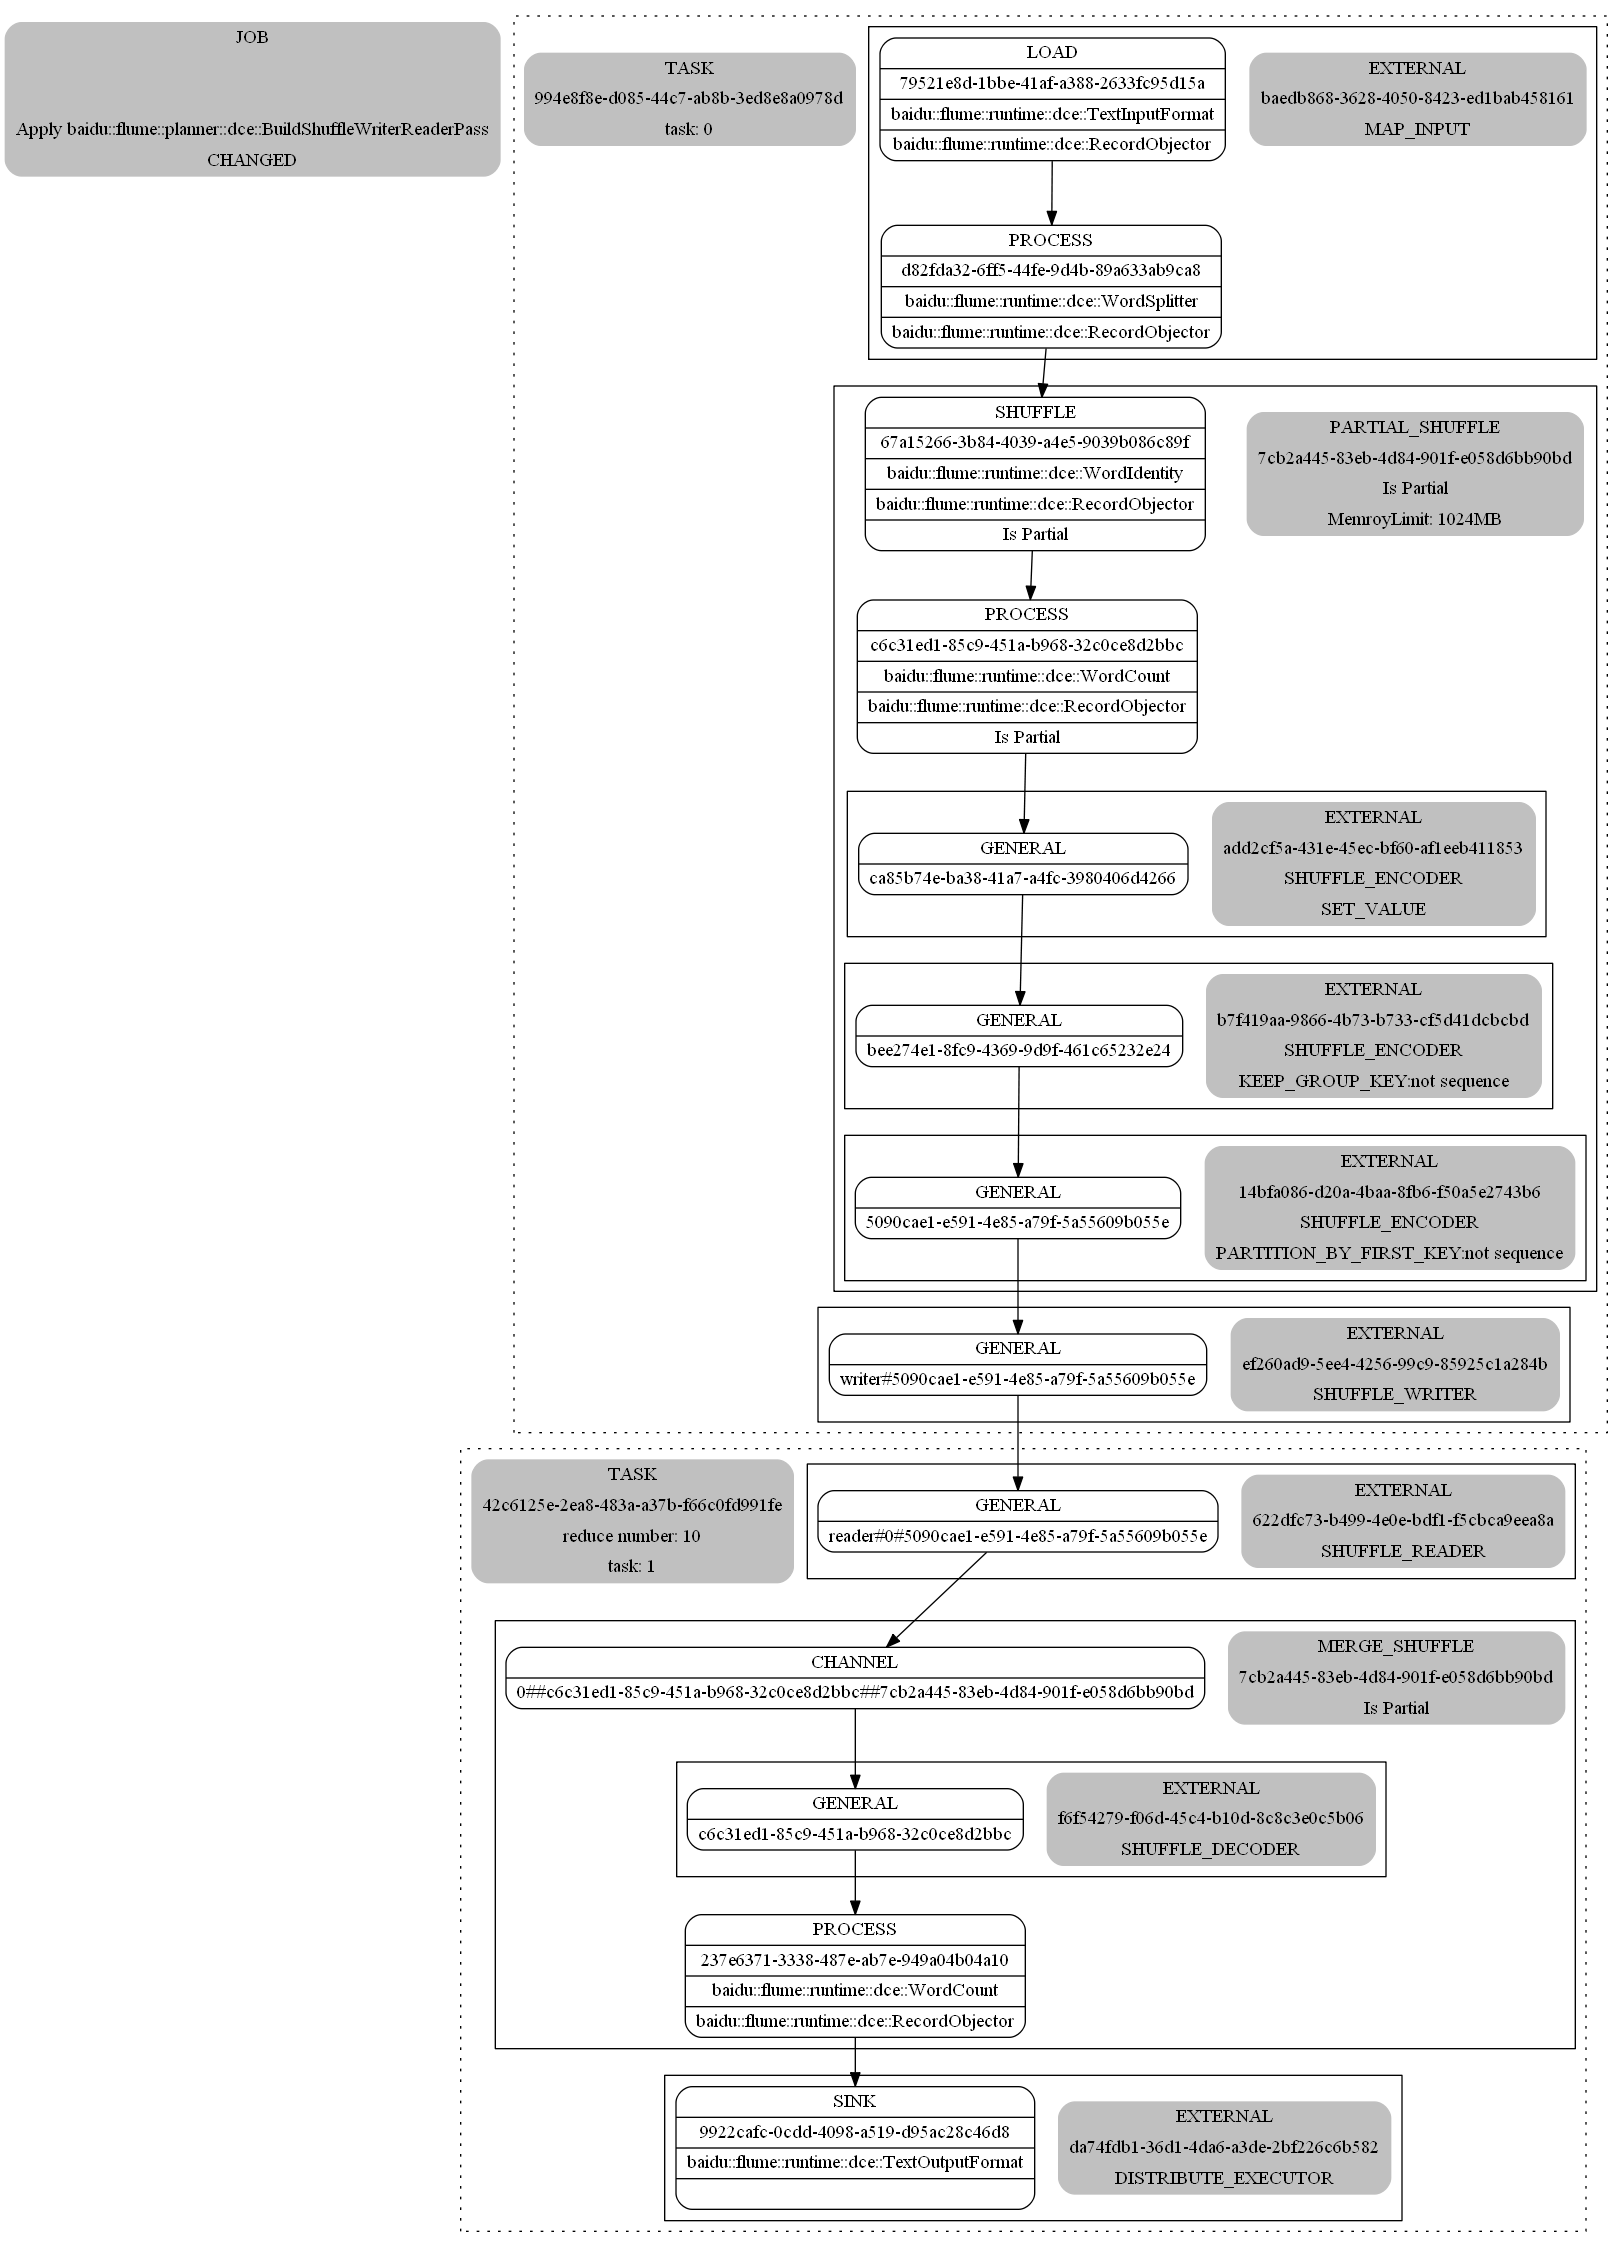 JOB
Apply baidu::flume::planner::dce::BuildShuffleWriterReaderPass
CHANGED
TASK
994e8f8e-d085-44c7-ab8b-3ed8e8a0978d
task: 0
LOAD
79521e8d-1bbe-41af-a388-2633fc95d15a
baidu::flume::runtime::dce::TextInputFormat
baidu::flume::runtime::dce::RecordObjector
EXTERNAL
baedb868-3628-4050-8423-ed1bab458161
MAP_INPUT
PROCESS
d82fda32-6ff5-44fe-9d4b-89a633ab9ca8
baidu::flume::runtime::dce::WordSplitter
baidu::flume::runtime::dce::RecordObjector
SHUFFLE
67a15266-3b84-4039-a4e5-9039b086c89f
baidu::flume::runtime::dce::WordIdentity
baidu::flume::runtime::dce::RecordObjector
Is Partial
PARTIAL_SHUFFLE
7cb2a445-83eb-4d84-901f-e058d6bb90bd
Is Partial
MemroyLimit: 1024MB
PROCESS
c6c31ed1-85c9-451a-b968-32c0ce8d2bbc
baidu::flume::runtime::dce::WordCount
baidu::flume::runtime::dce::RecordObjector
Is Partial
GENERAL
ca85b74e-ba38-41a7-a4fc-3980406d4266
EXTERNAL
add2cf5a-431e-45ec-bf60-af1eeb411853
SHUFFLE_ENCODER
SET_VALUE
GENERAL
bee274e1-8fc9-4369-9d9f-461c65232e24
EXTERNAL
b7f419aa-9866-4b73-b733-cf5d41dcbcbd
SHUFFLE_ENCODER
KEEP_GROUP_KEY:not sequence
GENERAL
5090cae1-e591-4e85-a79f-5a55609b055e
EXTERNAL
14bfa086-d20a-4baa-8fb6-f50a5e2743b6
SHUFFLE_ENCODER
PARTITION_BY_FIRST_KEY:not sequence
GENERAL
writer#5090cae1-e591-4e85-a79f-5a55609b055e
EXTERNAL
ef260ad9-5ee4-4256-99c9-85925c1a284b
SHUFFLE_WRITER
TASK
42c6125e-2ea8-483a-a37b-f66c0fd991fe
reduce number: 10
task: 1
GENERAL
reader#0#5090cae1-e591-4e85-a79f-5a55609b055e
EXTERNAL
622dfc73-b499-4e0e-bdf1-f5cbca9eea8a
SHUFFLE_READER
CHANNEL
0##c6c31ed1-85c9-451a-b968-32c0ce8d2bbc##7cb2a445-83eb-4d84-901f-e058d6bb90bd
MERGE_SHUFFLE
7cb2a445-83eb-4d84-901f-e058d6bb90bd
Is Partial
GENERAL
c6c31ed1-85c9-451a-b968-32c0ce8d2bbc
EXTERNAL
f6f54279-f06d-45c4-b10d-8c8c3e0c5b06
SHUFFLE_DECODER
PROCESS
237e6371-3338-487e-ab7e-949a04b04a10
baidu::flume::runtime::dce::WordCount
baidu::flume::runtime::dce::RecordObjector
SINK
9922cafc-0cdd-4098-a519-d95ac28c46d8
baidu::flume::runtime::dce::TextOutputFormat
EXTERNAL
da74fdb1-36d1-4da6-a3de-2bf226c6b582
DISTRIBUTE_EXECUTOR